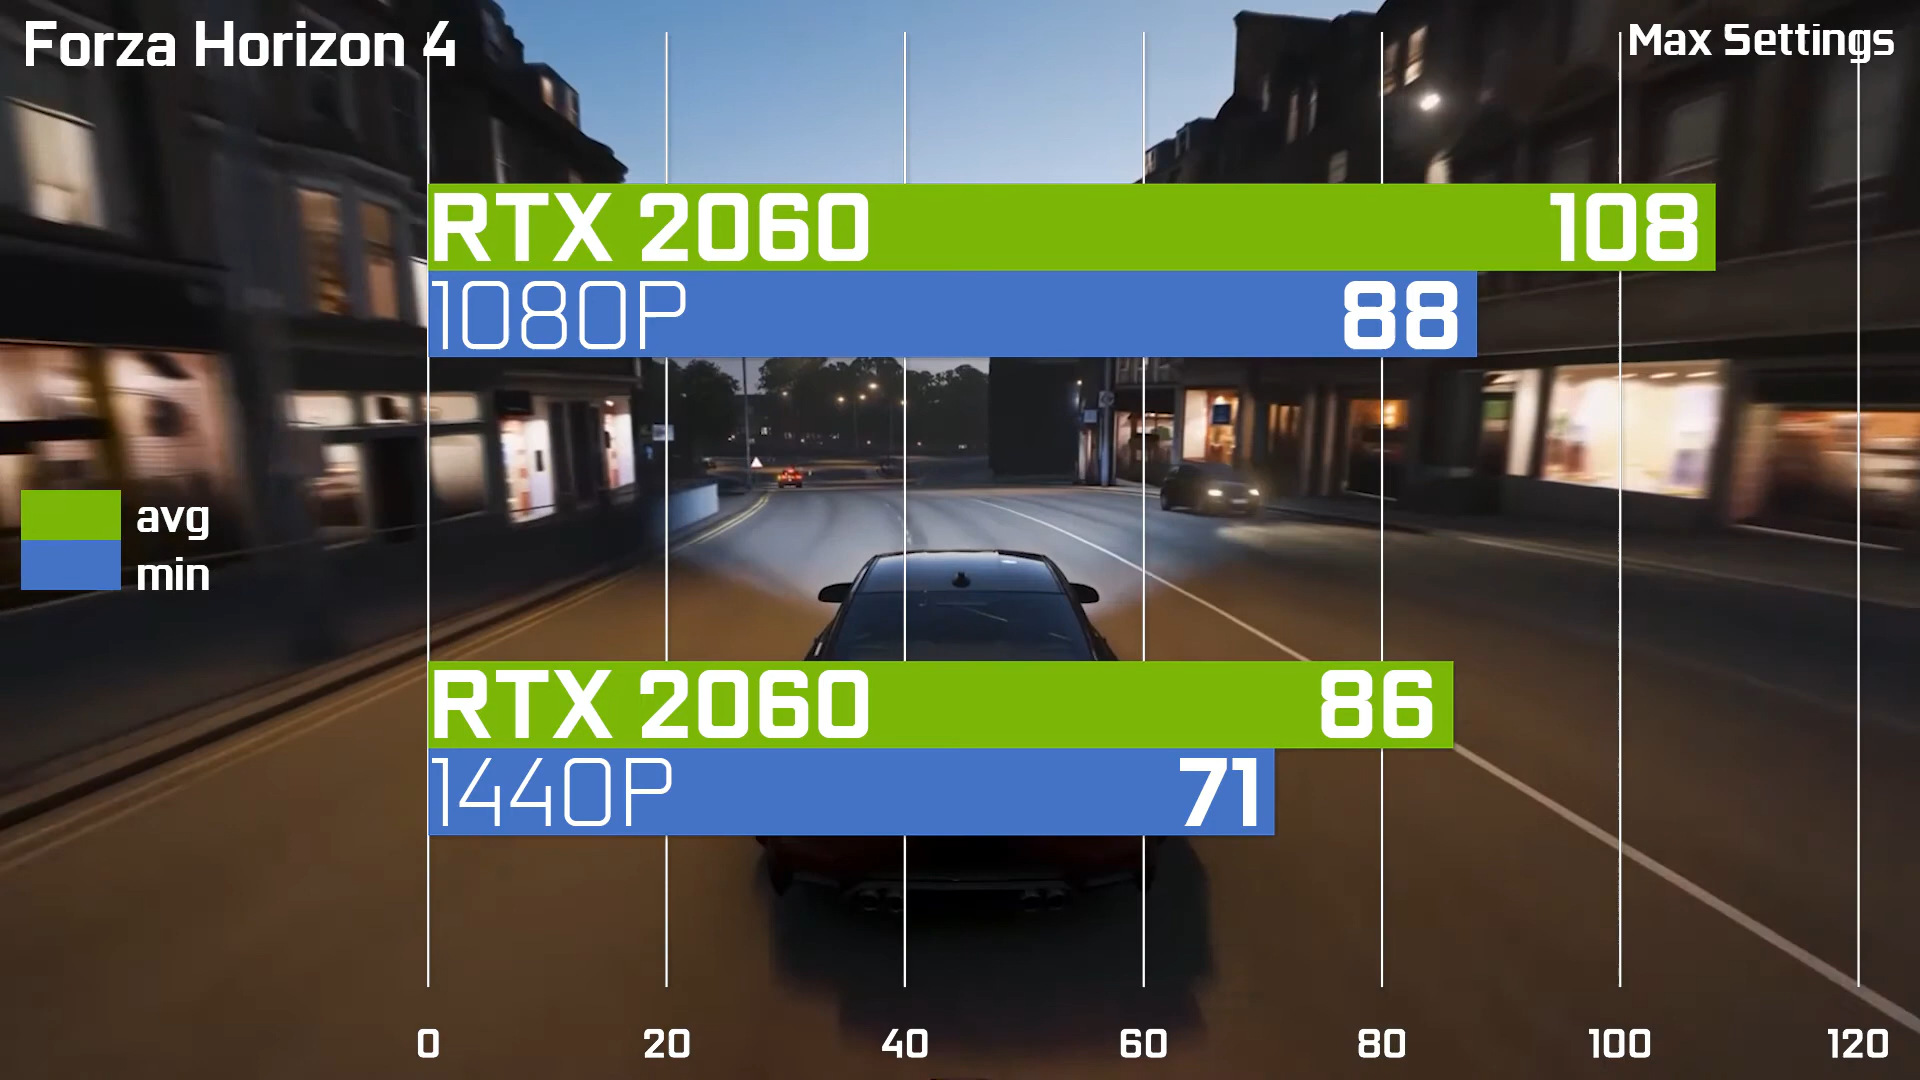 Forza Horizon 4
Max Settings
RTX 2060 108
1080P 88
avg
min
RTX 2060 86
1440P 71
0 20 40 60 80 100 120